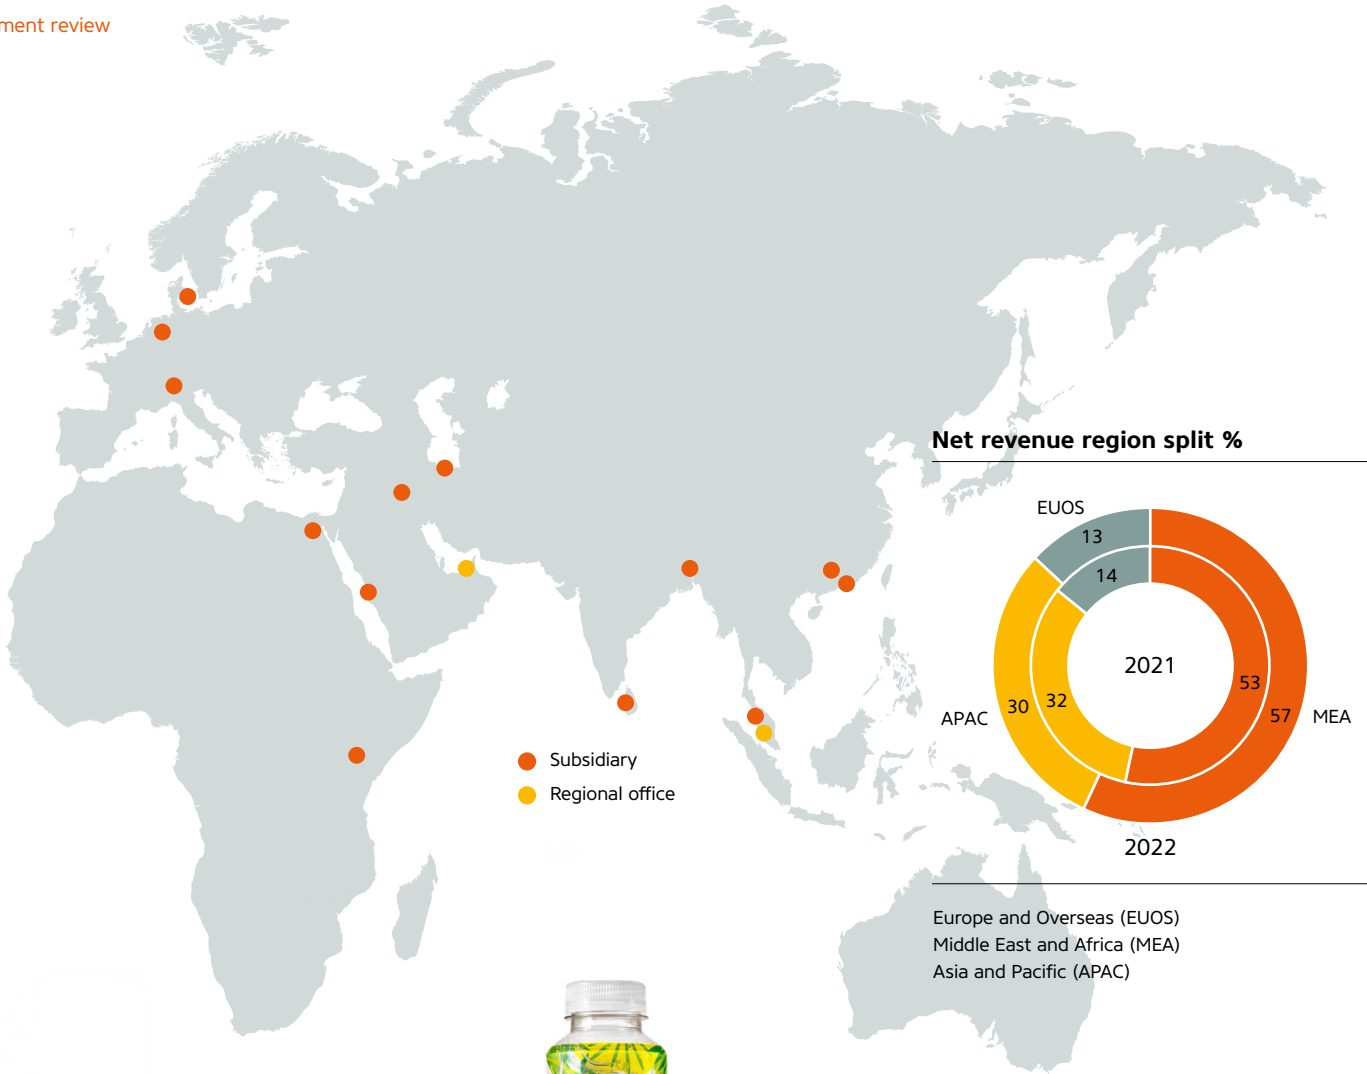 ment review
Subsidiary
Regional office
Net revenue region split %
EUOS
13
14
2021
53
57
MEA
APAC
30
32
2022
Europe and Overseas (EUOS)
Middle East and Africa (MEA)
Asia and Pacific (APAC)